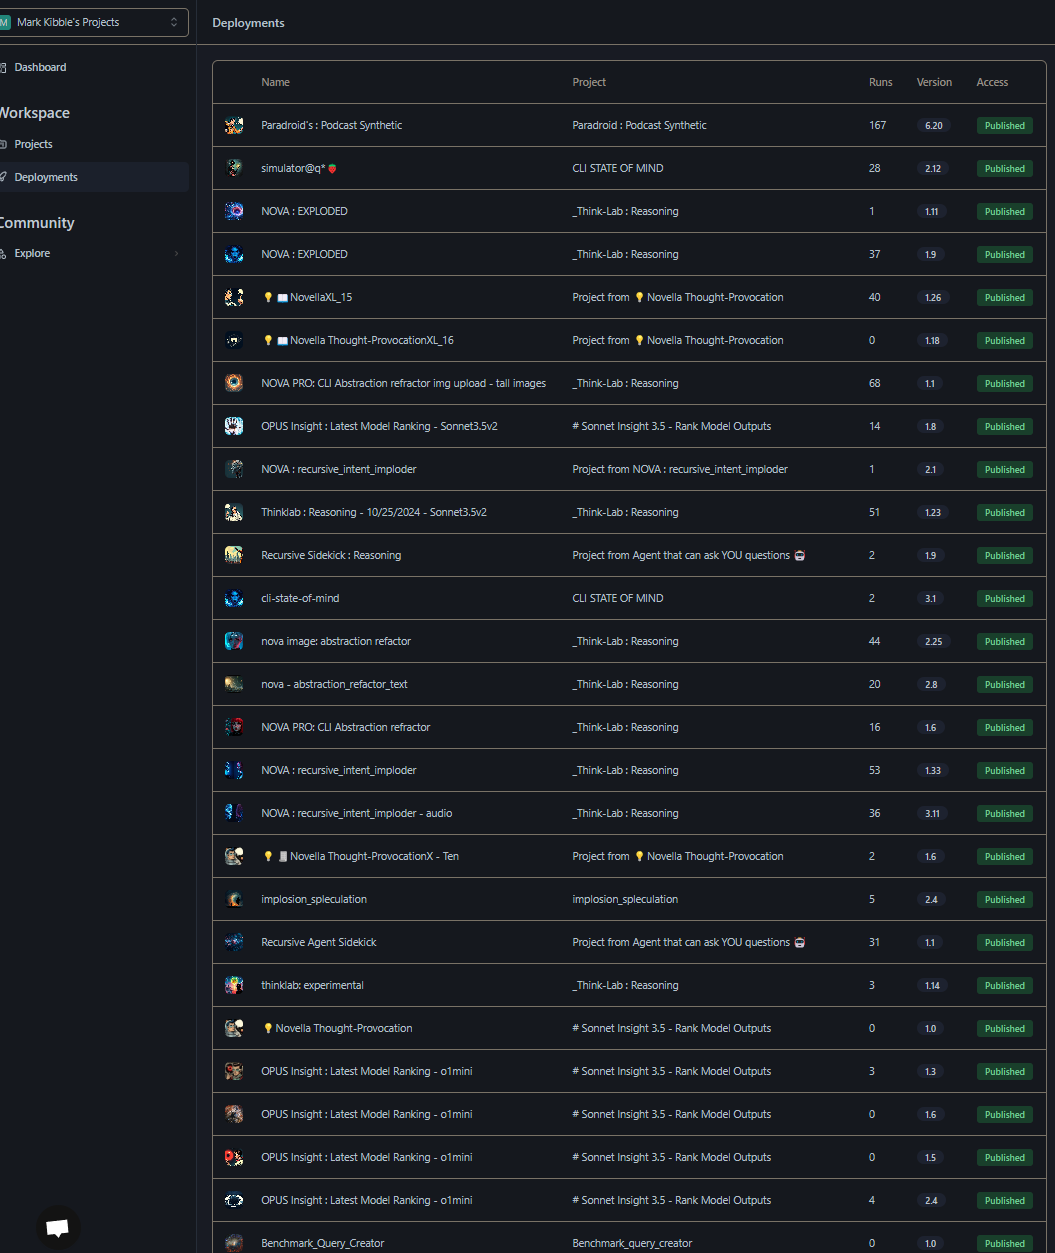 M Mark Kibble's Projects
Deployments
Dashboard
Workspace
Projects
Deployments
Community
Explore
Name Project Runs Version Access
Paradroid's : Podcast Synthetic Paradroid : Podcast Synthetic 167 6.20 Published
simulator@q*🍓 CLI STATE OF MIND 28 2.12 Published
NOVA : EXPLODED _Think-Lab : Reasoning 1 1.11 Published
NOVA : EXPLODED _Think-Lab : Reasoning 37 1.9 Published
💡 📖NovellaXL_15 Project from 💡 Novella Thought-Provocation 40 1.26 Published
💡 📖Novella Thought-ProvocationXL_16 Project from 💡 Novella Thought-Provocation 0 1.18 Published
NOVA PRO: CLI Abstraction refractor img upload - tall images _Think-Lab : Reasoning 68 1.1 Published
OPUS Insight : Latest Model Ranking - Sonnet3.5v2 # Sonnet Insight 3.5 - Rank Model Outputs 14 1.8 Published
NOVA : recursive_intent_imploder Project from NOVA : recursive_intent_imploder 1 2.1 Published
Thinklab : Reasoning - 10/25/2024 - Sonnet3.5v2 _Think-Lab : Reasoning 51 1.23 Published
Recursive Sidekick : Reasoning Project from Agent that can ask YOU questions 2 1.9 Published
cli-state-of-mind CLI STATE OF MIND 2 3.1 Published
nova image: abstraction refactor _Think-Lab : Reasoning 44 2.25 Published
nova - abstraction_refactor_text _Think-Lab : Reasoning 20 2.8 Published
NOVA PRO: CLI Abstraction refractor _Think-Lab : Reasoning 16 1.6 Published
NOVA : recursive_intent_imploder _Think-Lab : Reasoning 53 1.33 Published
NOVA : recursive_intent_imploder - audio _Think-Lab : Reasoning 36 3.11 Published
💡 Novella Thought-ProvocationX - Ten Project from 💡 Novella Thought-Provocation 2 1.6 Published
implosion_spleculation implosion_spleculation 5 2.4 Published
Recursive Agent Sidekick Project from Agent that can ask YOU questions 31 1.1 Published
thinklab: experimental _Think-Lab : Reasoning 3 1.14 Published
💡 Novella Thought-Provocation # Sonnet Insight 3.5 - Rank Model Outputs 0 1.0 Published
OPUS Insight : Latest Model Ranking - o1mini # Sonnet Insight 3.5 - Rank Model Outputs 3 1.3 Published
OPUS Insight : Latest Model Ranking - o1mini # Sonnet Insight 3.5 - Rank Model Outputs 0 1.6 Published
OPUS Insight : Latest Model Ranking - o1mini # Sonnet Insight 3.5 - Rank Model Outputs 0 1.5 Published
OPUS Insight : Latest Model Ranking - o1mini # Sonnet Insight 3.5 - Rank Model Outputs 4 2.4 Published
Benchmark_Query_Creator Benchmark_query_creator 0 1.0 Published